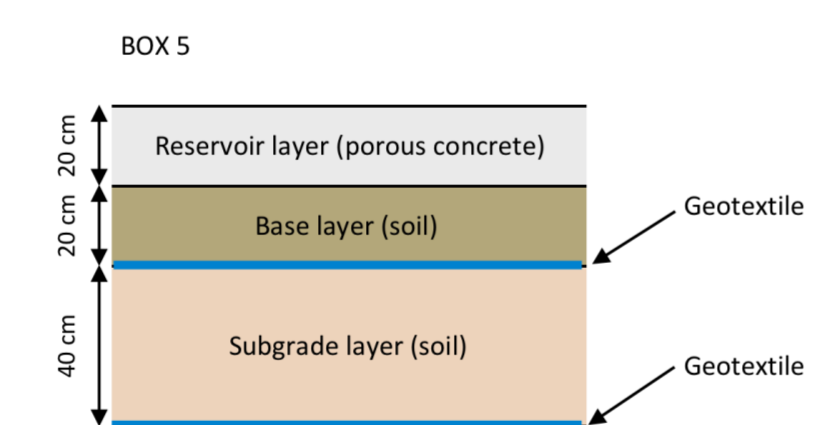 BOX 5
20 cm
Reservoir layer (porous concrete)
20 cm
Base layer (soil)
Geotextile
40 cm
Subgrade layer (soil)
Geotextile